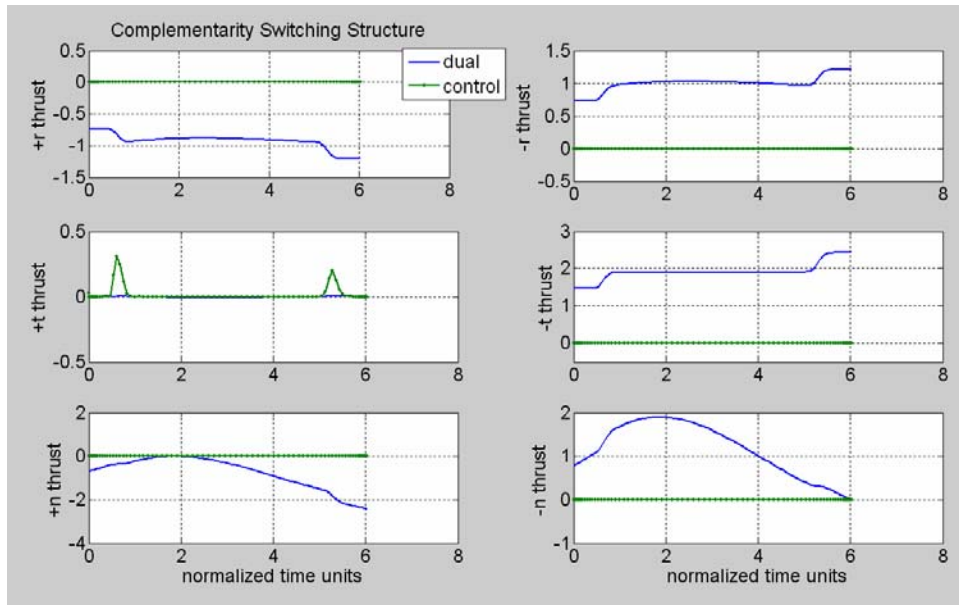 Complementarity Switching Structure
dual
control
+r thrust
0.5
0
-0.5
-1
-1.5
0 2 4 6 8
-r thrust
1.5
1
0.5
0
-0.5
0 2 4 6 8
+t thrust
0.5
0
-0.5
0 2 4 6 8
-t thrust
3
2
1
0
0 2 4 6 8
+n thrust
2
0
-2
-4
0 2 4 6 8
normalized time units
-n thrust
2
1
0
-1
0 2 4 6 8
normalized time units